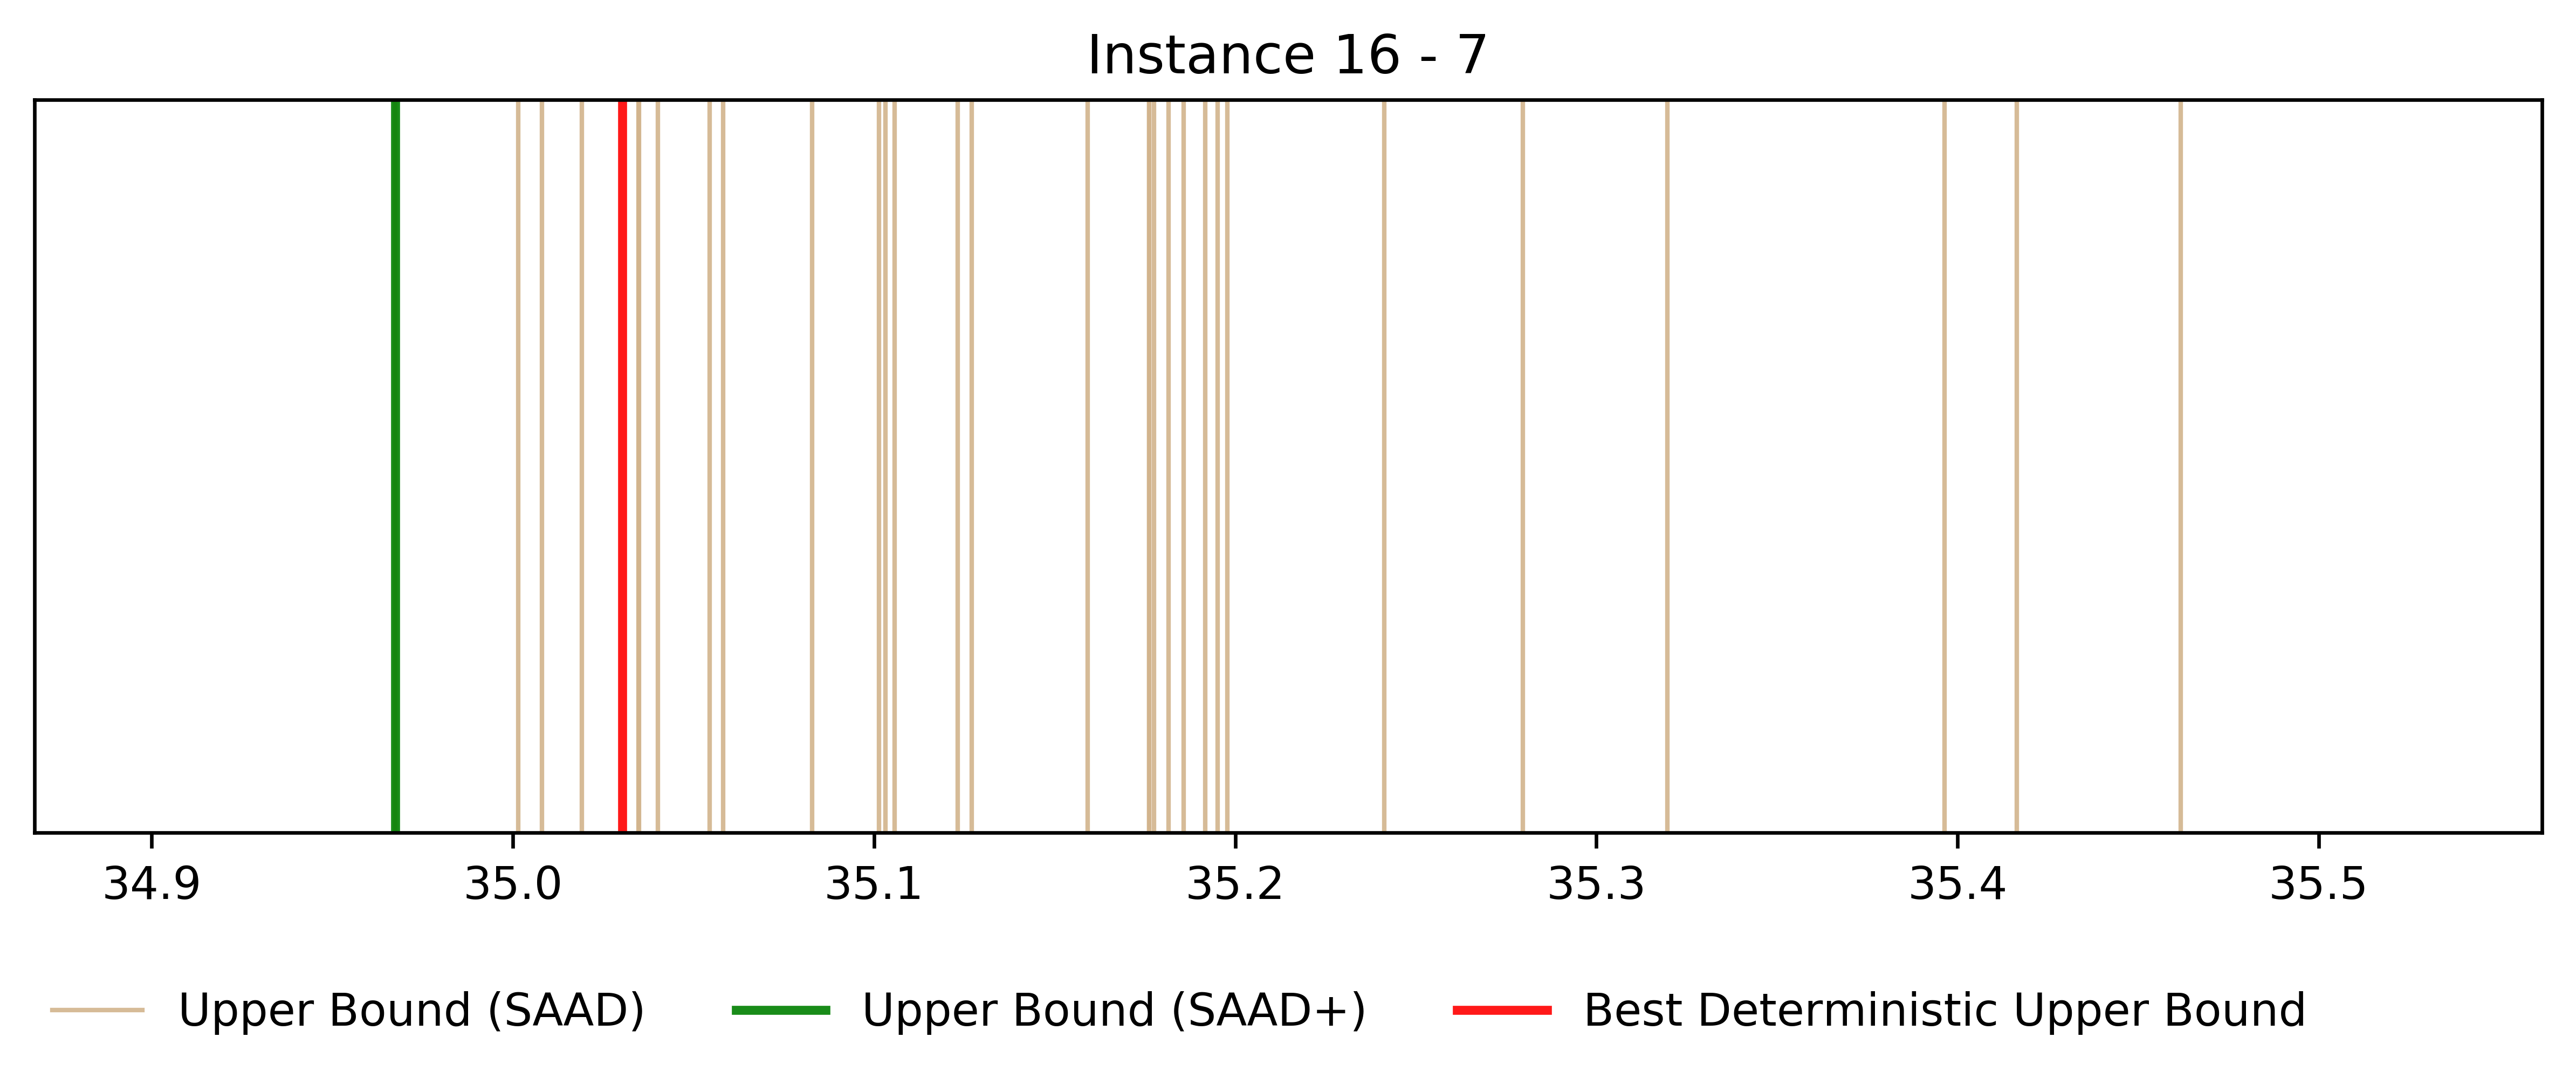 Instance 16 - 7
34.9 35.0 35.1 35.2 35.3 35.4 35.5
Upper Bound (SAAD) Upper Bound (SAAD+) Best Deterministic Upper Bound